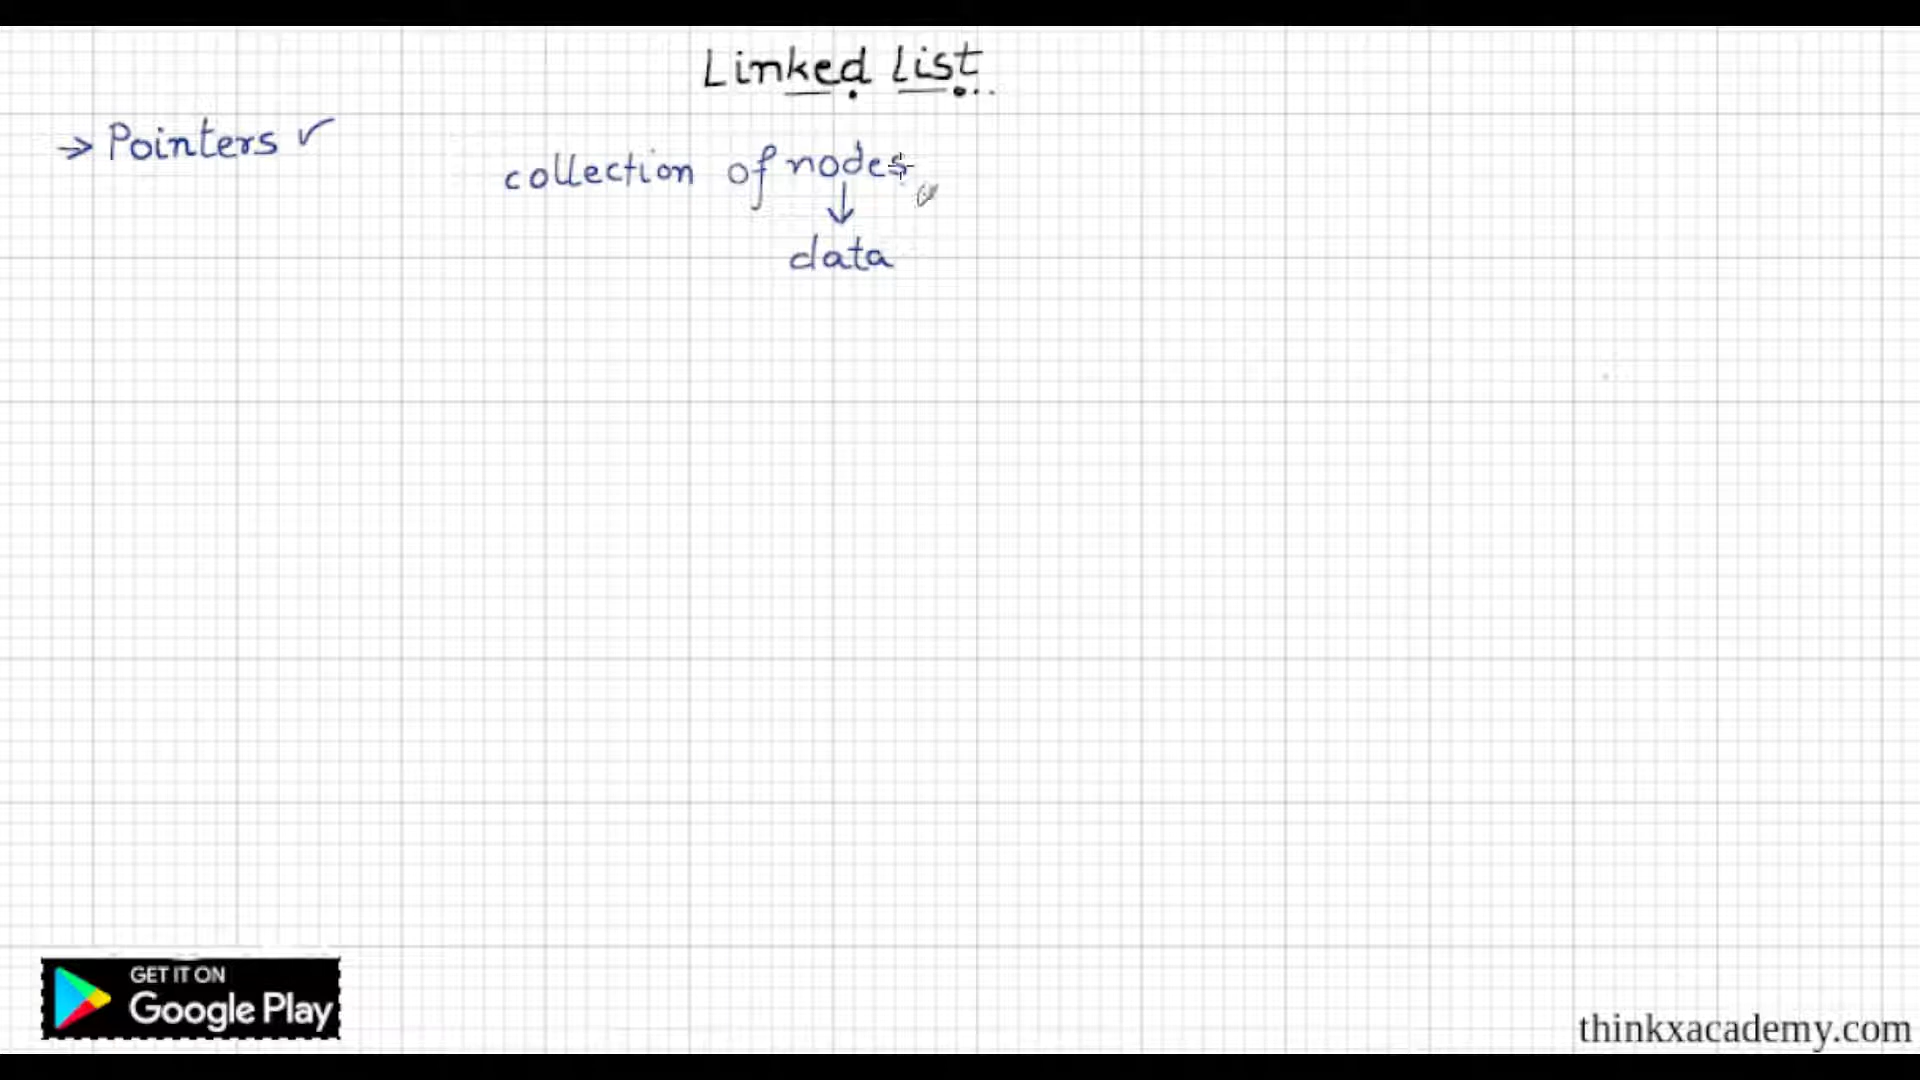 Linked List
→ Pointers ✓
collection of nodes
↓
data
GET IT ON
Google Play
thinkxacademy.com